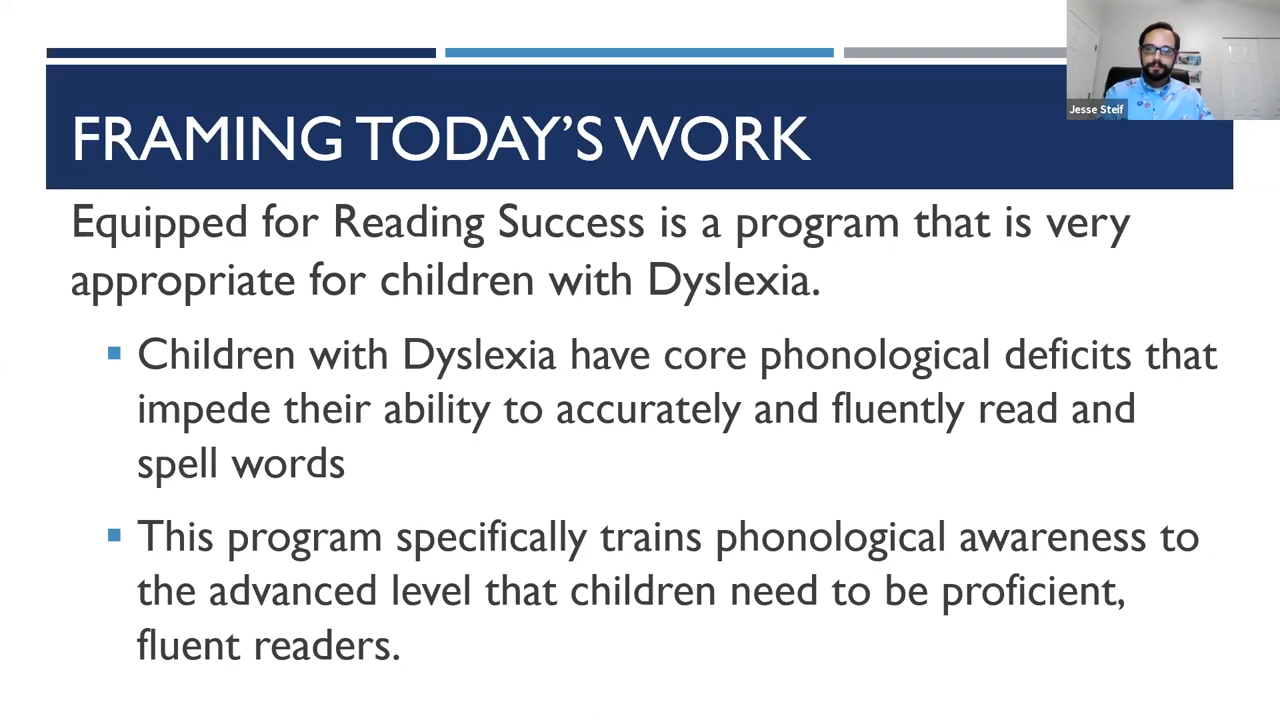 FRAMING TODAY'S WORK
Jesse Steif
Equipped for Reading Success is a program that is very
appropriate for children with Dyslexia.
Children with Dyslexia have core phonological deficits that
impede their ability to accurately and fluently read and
spell words
This program specifically trains phonological awareness to
the advanced level that children need to be proficient,
fluent readers.